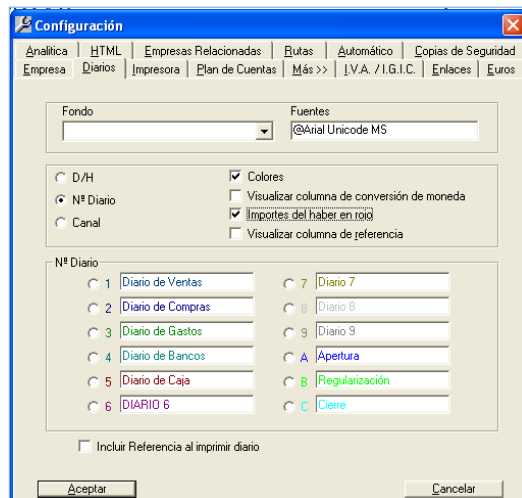 Configuración
Analítica HTML Empresas Relacionadas Rutas Automático Copias de Seguridad
Empresa Diarios Impresora Plan de Cuentas Más >> I.V.A. / I.G.I.C. Enlaces Euros
Fondo Fuentes
@Arial Unicode MS
D/H Colores
Nº Diario Visualizar columna de conversión de moneda
Canal Importes del haber en rojo
Visualizar columna de referencia
Nº Diario
1 Diario de Ventas 7 Diario 7
2 Diario de Compras 8 Diario 8
3 Diario de Gastos 9 Diario 9
4 Diario de Bancos A Apertura
5 Diario de Caja B Regularización
6 DIARIO 6 C Cierre
Incluir Referencia al imprimir diario
Aceptar Cancelar